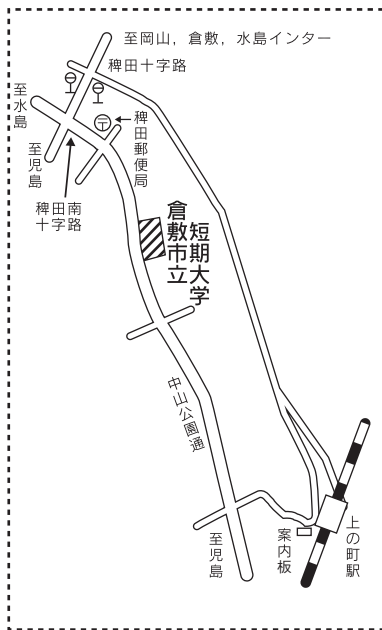 至岡山，倉敷，水島インター
稗田十字路
至水島
至児島
稗田郵便局
稗田南
十字路
倉敷市立
短期大学
中山公園通
至児島
案内板
上の町駅